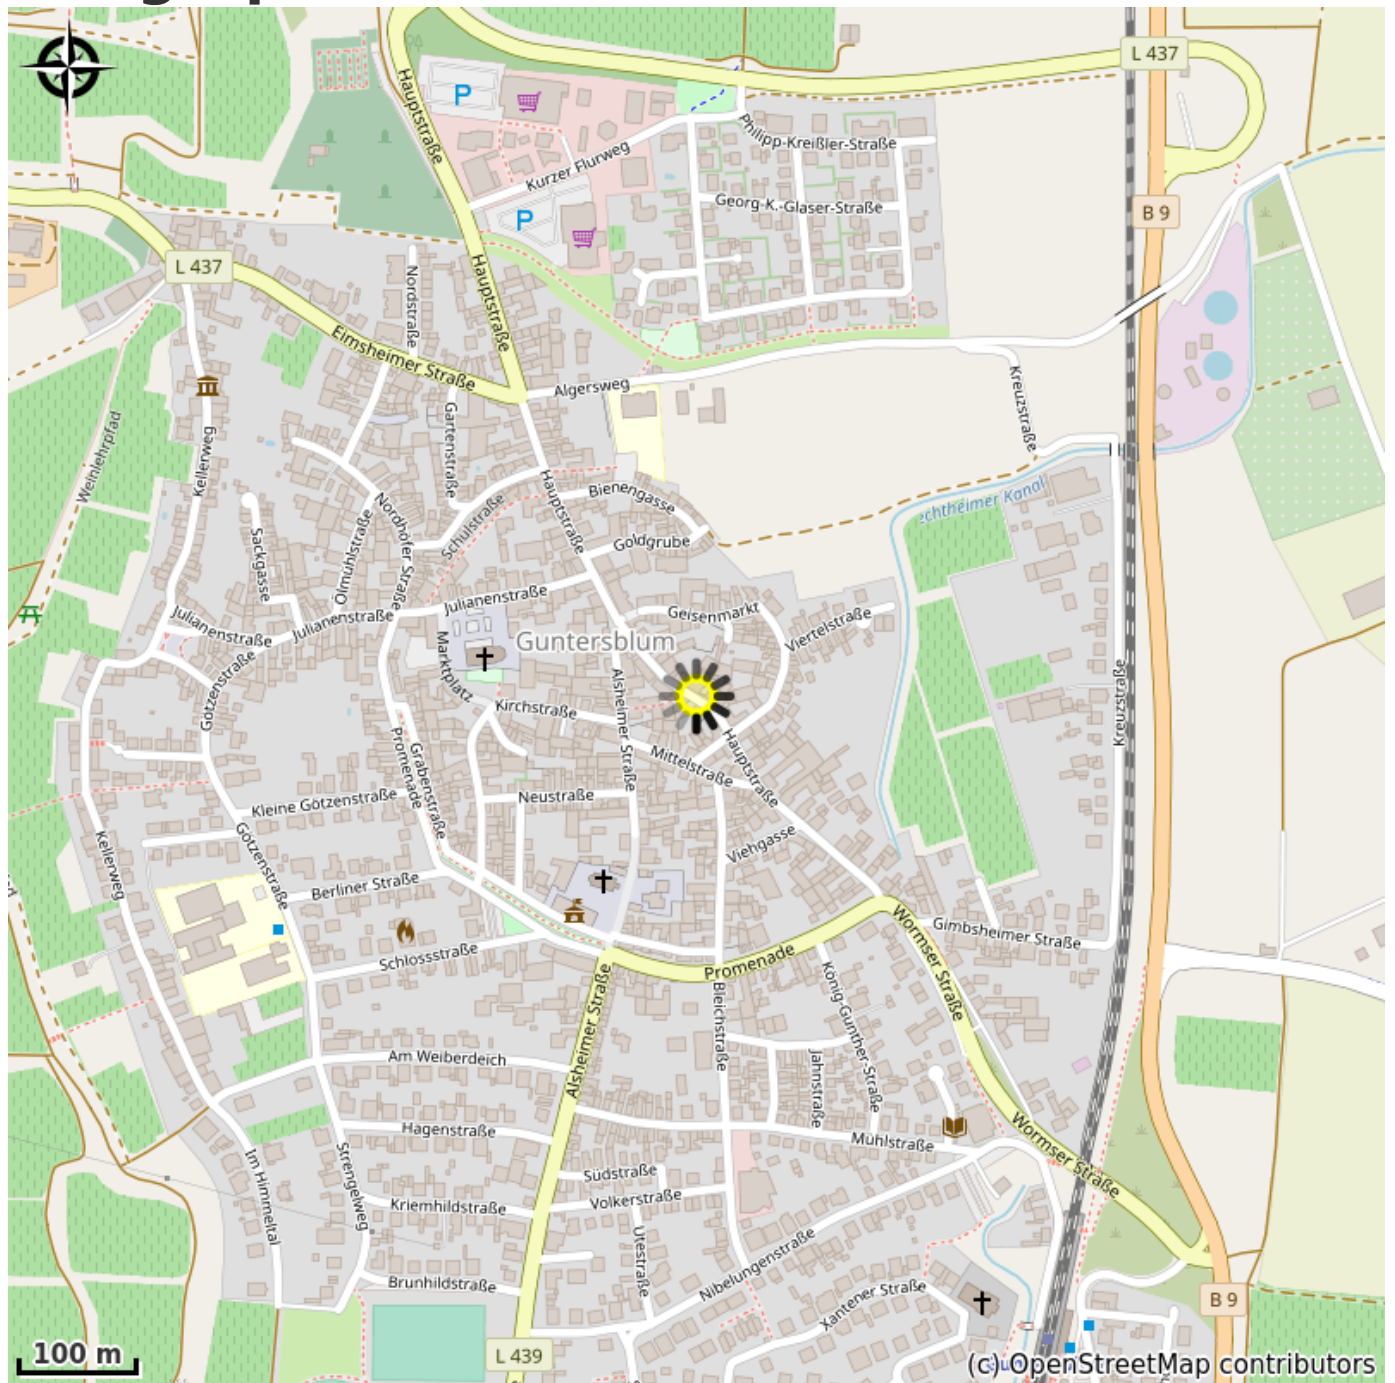 L 437
P
Hauptstraße
Philipp-Kreißler-Straße
Kurzer Flurweg
Georg-K.-Glaser-Straße
P
B 9
L 437
Nordstraße
Hauptstraße
Eimsheimer Straße
Algersweg
Kreuzstraße
Gartenstraße
Weinlehrpfad
Kellerweg
Hauptstraße
Bienengasse
Schulstraße
Nordhofer Straße
echtheimer Kanal
Sackgasse
Ölmühlstraße
Goldgrube
Julianenstraße
Julianenstraße
Julianenstraße
Geisenmarkt
Viertelstraße
Guntersblum
Marktplatz
Götzenstraße
Kirchstraße
Alsheimer Straße
Kreuzstraße
Mittelstraße
Hauptstraße
Promenade
Grabenstraße
Neustraße
Kleine Götzenstraße
Götzenstraße
Kellerweg
Viehgasse
Berliner Straße
Gimbsheimer Straße
Wormser Straße
Schlossstraße
Promenade
Bleichstraße
König-Gunther-Straße
Alsheimer Straße
Am Weiberdeich
Jahnstraße
Hagenstraße
Mühlstraße
Wormser Straße
Im Himmeltal
Strengelweg
Südstraße
Volkerstraße
Kriemhildstraße
Utestraße
Nibelungenstraße
Brunhildstraße
Xantener Straße
B 9
L 439
100 m
(c) OpenStreetMap contributors